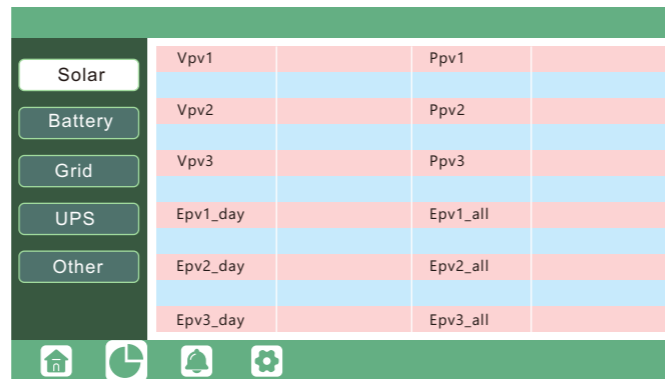 Solar
Battery
Grid
UPS
Other
Vpv1 Ppv1
Vpv2 Ppv2
Vpv3 Ppv3
Epv1_day Epv1_all
Epv2_day Epv2_all
Epv3_day Epv3_all